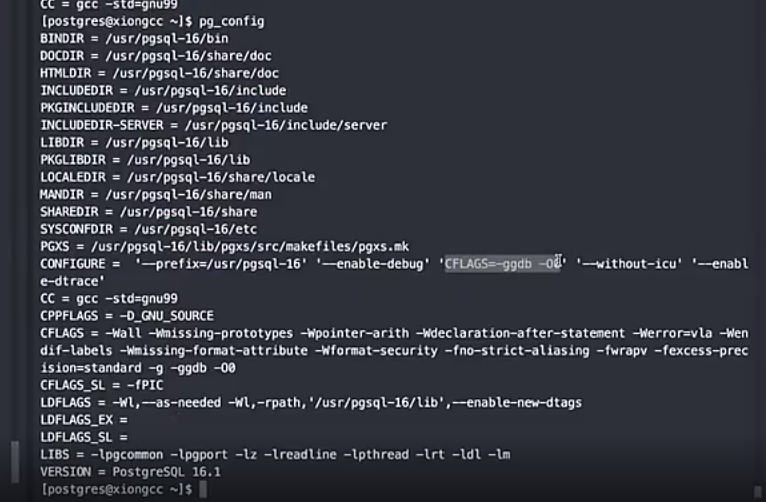 CC = gcc -std=gnu99
[postgres@xiongcc ~]$ pg_config
BINDIR = /usr/pgsql-16/bin
DOCDIR = /usr/pgsql-16/share/doc
HTMLDIR = /usr/pgsql-16/share/doc
INCLUDEDIR = /usr/pgsql-16/include
PKGINCLUDEDIR = /usr/pgsql-16/include
INCLUDEDIR-SERVER = /usr/pgsql-16/include/server
LIBDIR = /usr/pgsql-16/lib
PKGLIBDIR = /usr/pgsql-16/lib
LOCALEDIR = /usr/pgsql-16/share/locale
MANDIR = /usr/pgsql-16/share/man
SHAREDIR = /usr/pgsql-16/share
SYSCONFDIR = /usr/pgsql-16/etc
PGXS = /usr/pgsql-16/lib/pgxs/src/makefiles/pgxs.mk
CONFIGURE =  '--prefix=/usr/pgsql-16' '--enable-debug' 'CFLAGS=-ggdb -O0' '--without-icu' '--enabl
e-dtrace'
CC = gcc -std=gnu99
CPPFLAGS = -D_GNU_SOURCE
CFLAGS = -Wall -Wmissing-prototypes -Wpointer-arith -Wdeclaration-after-statement -Werror=vla -Wen
dif-labels -Wmissing-format-attribute -Wformat-security -fno-strict-aliasing -fwrapv -fexcess-prec
ision=standard -g -ggdb -O0
CFLAGS_SL = -fPIC
LDFLAGS = -Wl,--as-needed -Wl,-rpath,'/usr/pgsql-16/lib',--enable-new-dtags
LDFLAGS_EX =
LDFLAGS_SL =
LIBS = -lpgcommon -lpgport -lz -lreadline -lpthread -lrt -ldl -lm
VERSION = PostgreSQL 16.1
[postgres@xiongcc ~]$